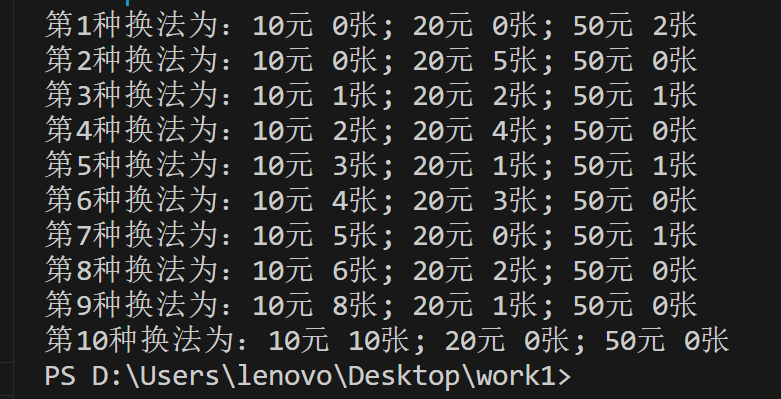 第1种换法为: 10元 0张; 20元 0张; 50元 2张
第2种换法为: 10元 0张; 20元 5张; 50元 0张
第3种换法为: 10元 1张; 20元 2张; 50元 1张
第4种换法为: 10元 2张; 20元 4张; 50元 0张
第5种换法为: 10元 3张; 20元 1张; 50元 1张
第6种换法为: 10元 4张; 20元 3张; 50元 0张
第7种换法为: 10元 5张; 20元 0张; 50元 1张
第8种换法为: 10元 6张; 20元 2张; 50元 0张
第9种换法为: 10元 8张; 20元 1张; 50元 0张
第10种换法为: 10元 10张; 20元 0张; 50元 0张
PS D:\Users\lenovo\Desktop\work1>